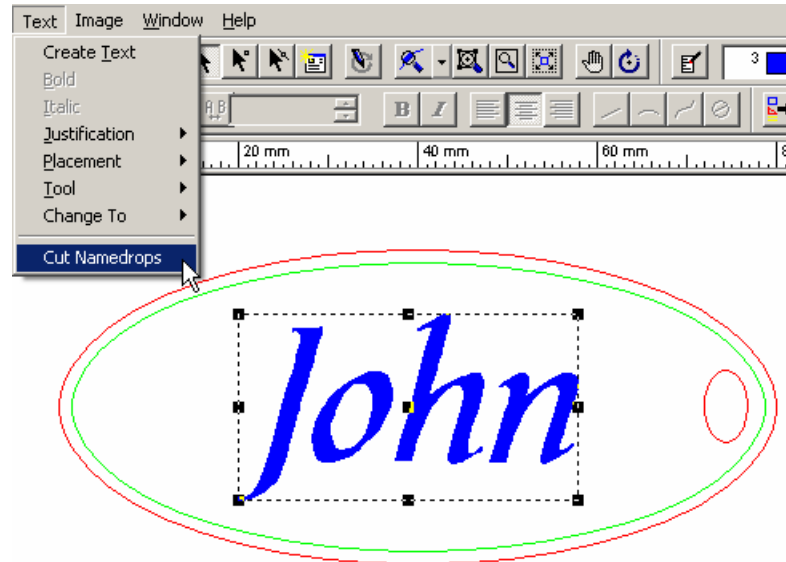 Text Image Window Help
Create Text
Bold
Italic
Justification
Placement
Tool
Change To
Cut Namedrops
3
A B
B I
20 mm 40 mm 60 mm 8
John